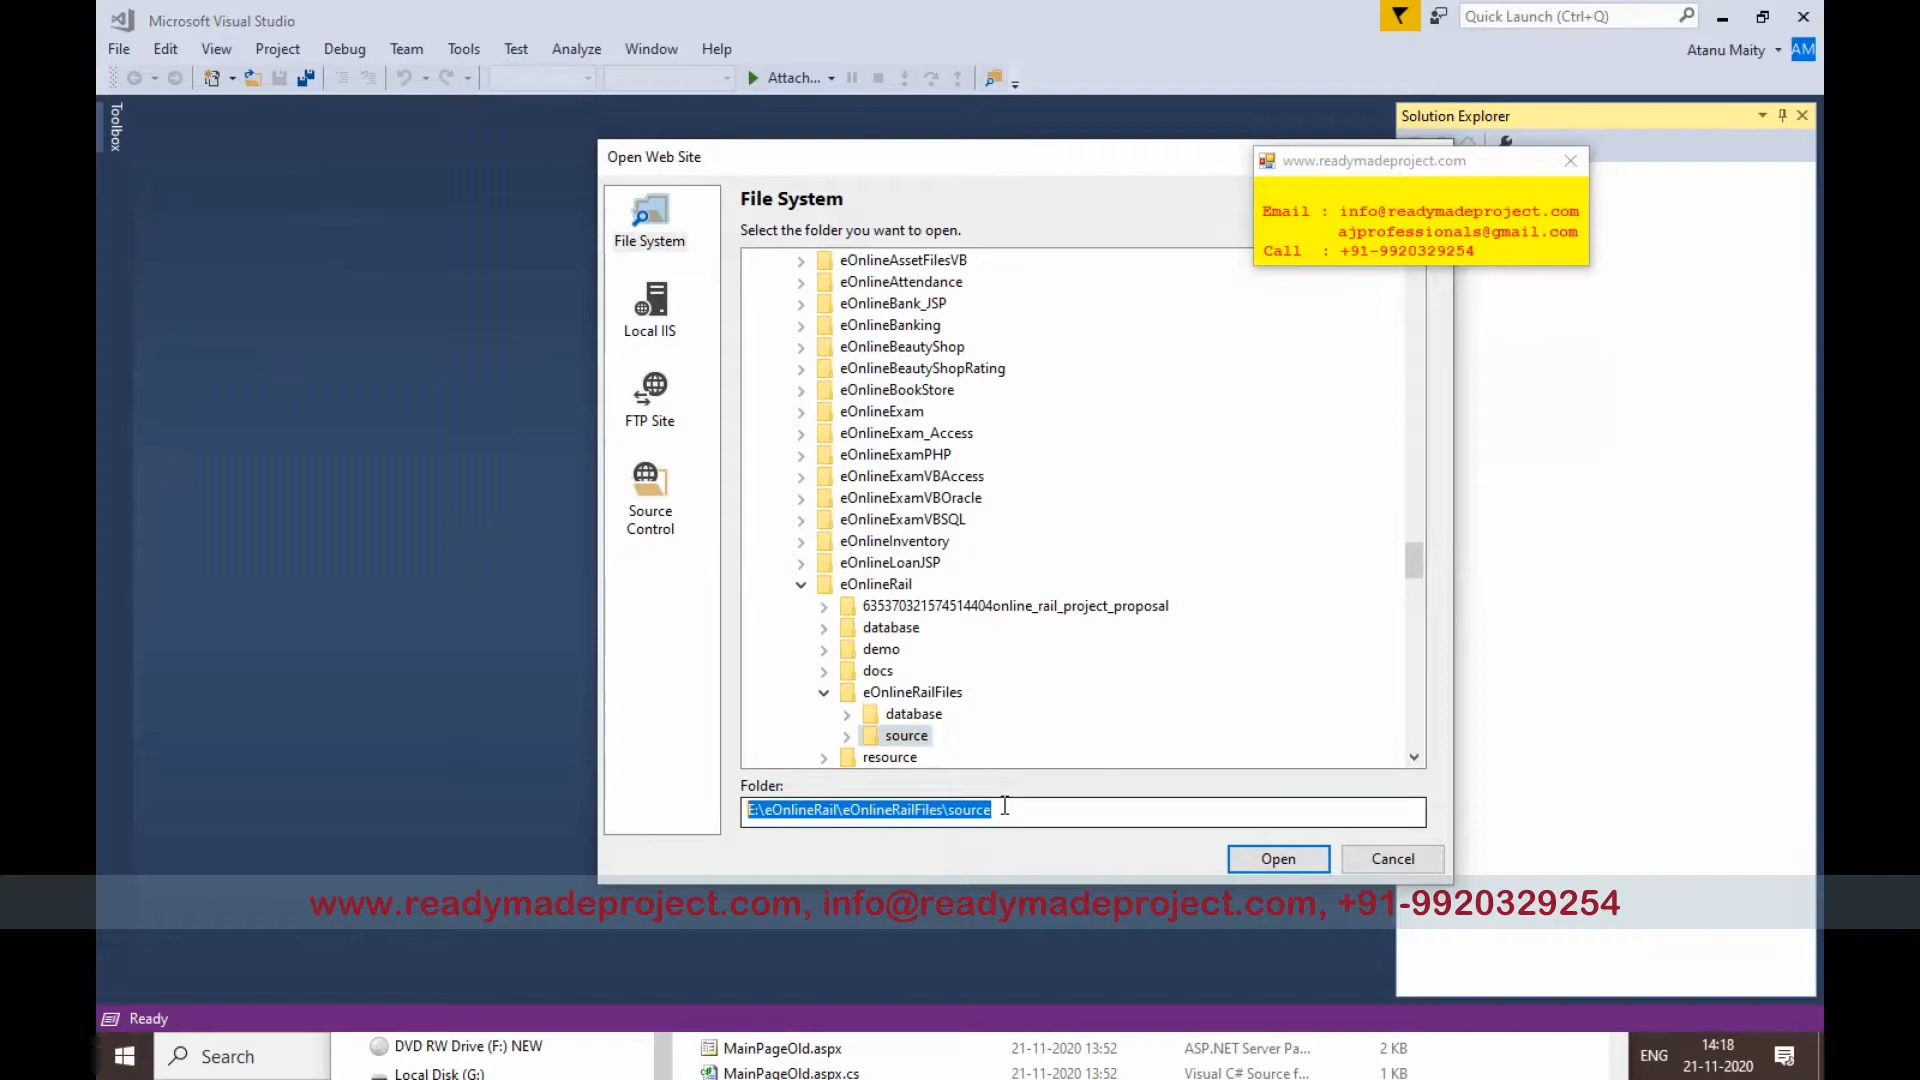 Microsoft Visual Studio
Quick Launch (Ctrl+Q)
File Edit View Project Debug Team Tools Test Analyze Window Help
Atanu Maity AM
Attach...
Toolbox
Solution Explorer
Open Web Site
www.readymadeproject.com
Email : info@readymadeproject.com
ajprofessionals@gmail.com
Call : +91-9920329254
File System
Local IIS
FTP Site
Source
Control
File System
Select the folder you want to open.
eOnlineAssetFilesVB
eOnlineAttendance
eOnlineBank_JSP
eOnlineBanking
eOnlineBeautyShop
eOnlineBeautyShopRating
eOnlineBookStore
eOnlineExam
eOnlineExam_Access
eOnlineExamPHP
eOnlineExamVBAccess
eOnlineExamVBOracle
eOnlineExamVBSQL
eOnlineInventory
eOnlineLoanJSP
eOnlineRail
635370321574514404online_rail_project_proposal
database
demo
docs
eOnlineRailFiles
database
source
resource
Folder:
E:\eOnlineRail\eOnlineRailFiles\source
Open Cancel
www.readymadeproject.com, info@readymadeproject.com, +91-9920329254
Ready
Search
DVD RW Drive (F:) NEW
Local Disk (G:)
MainPageOld.aspx 21-11-2020 13:52 ASP.NET Server Pa... 2 KB
MainPageOld.aspx.cs 21-11-2020 13:52 Visual C# Source f... 1 KB
ENG
14:18
21-11-2020